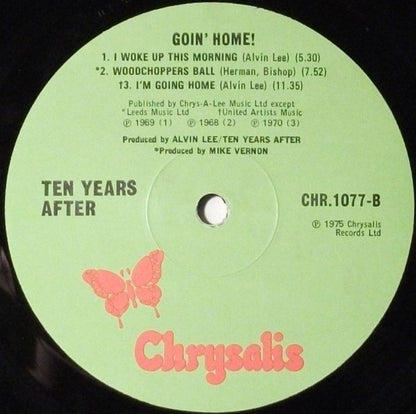 GOIN' HOME!
1. I WOKE UP THIS MORNING (Alvin Lee) (5.30)
*2. WOODCHOPPERS BALL (Herman, Bishop) (7.52)
†3. I'M GOING HOME (Alvin Lee) (11.35)
Published by Chrys-A-Lee Music Ltd except
*Leeds Music Ltd †United Artists Music
℗ 1969 (1) ℗ 1968 (2) ℗ 1970 (3)
Produced by ALVIN LEE/TEN YEARS AFTER
*Produced by MIKE VERNON
TEN YEARS
AFTER
CHR.1077-B
℗ 1975 Chrysalis
Records Ltd
Chrysalis